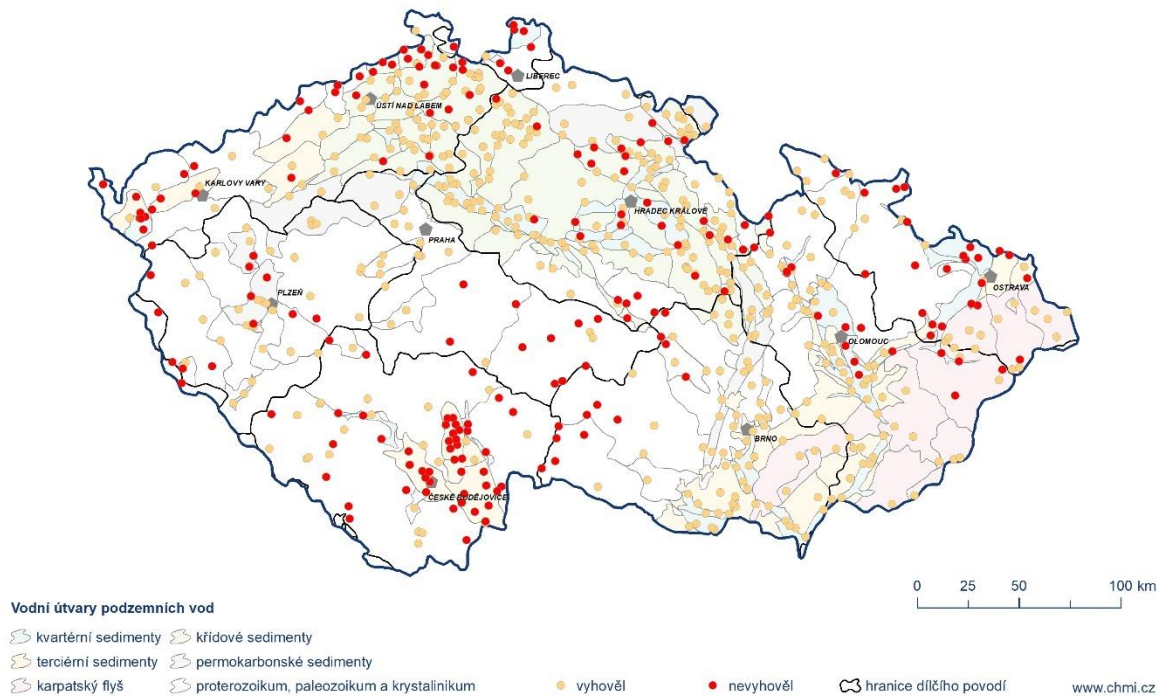 LIBEREC
ÚSTÍ NAD LABEM
KARLOVY VARY
HRADEC KRÁLOVÉ
PRAHA
OSTRAVA
PLZEŇ
OLOMOUC
BRNO
ČESKÉ BUDĚJOVICE
0 25 50 100 km
Vodní útvary podzemních vod
kvartérní sedimenty křídové sedimenty
terciérní sedimenty permokarbonské sedimenty
karpatský flyš proterozoikum, paleozoikum a krystalinikum vyhověl nevyhověl hranice dílčího povodí www.chmi.cz